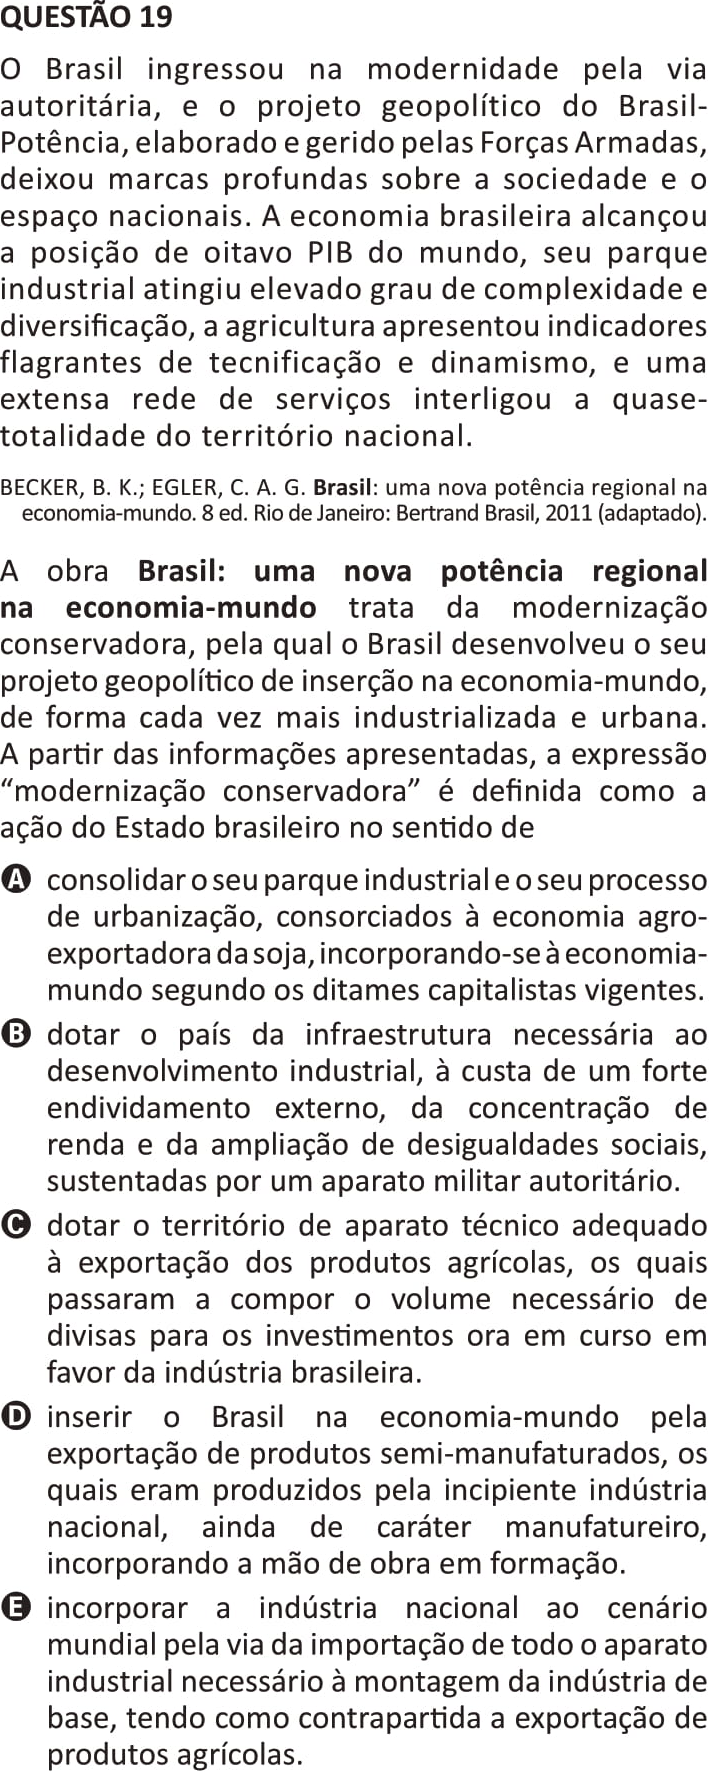 QUESTÃO 19
O Brasil ingressou na modernidade pela via
autoritária, e o projeto geopolítico do Brasil-
Potência, elaborado e gerido pelas Forças Armadas,
deixou marcas profundas sobre a sociedade e o
espaço nacionais. A economia brasileira alcançou
a posição de oitavo PIB do mundo, seu parque
industrial atingiu elevado grau de complexidade e
diversificação, a agricultura apresentou indicadores
flagrantes de tecnificação e dinamismo, e uma
extensa rede de serviços interligou a quase-
totalidade do território nacional.
BECKER, B. K.; EGLER, C. A. G. Brasil: uma nova potência regional na
economia-mundo. 8 ed. Rio de Janeiro: Bertrand Brasil, 2011 (adaptado).
A obra Brasil: uma nova potência regional
na economia-mundo trata da modernização
conservadora, pela qual o Brasil desenvolveu o seu
projeto geopolítico de inserção na economia-mundo,
de forma cada vez mais industrializada e urbana.
A partir das informações apresentadas, a expressão
“modernização conservadora” é definida como a
ação do Estado brasileiro no sentido de
A consolidar o seu parque industrial e o seu processo
de urbanização, consorciados à economia agro-
exportadora da soja, incorporando-se à economia-
mundo segundo os ditames capitalistas vigentes.
B dotar o país da infraestrutura necessária ao
desenvolvimento industrial, à custa de um forte
endividamento externo, da concentração de
renda e da ampliação de desigualdades sociais,
sustentadas por um aparato militar autoritário.
C dotar o território de aparato técnico adequado
à exportação dos produtos agrícolas, os quais
passaram a compor o volume necessário de
divisas para os investimentos ora em curso em
favor da indústria brasileira.
D inserir o Brasil na economia-mundo pela
exportação de produtos semi-manufaturados, os
quais eram produzidos pela incipiente indústria
nacional, ainda de caráter manufatureiro,
incorporando a mão de obra em formação.
E incorporar a indústria nacional ao cenário
mundial pela via da importação de todo o aparato
industrial necessário à montagem da indústria de
base, tendo como contrapartida a exportação de
produtos agrícolas.